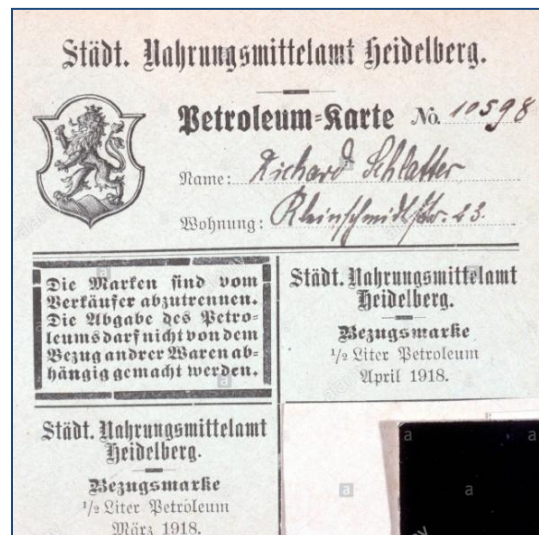 Städt. Nahrungsmittelamt Heidelberg.
Petroleum-Karte No. 10598
Name: Richard Schlatter
Wohnung: Kleinschmidtstr. 23.
Die Marken sind vom
Verkäufer abzutrennen.
Die Abgabe des Petro-
leums darf nicht von dem
Bezug andrer Waren ab-
hängig gemacht werden.
Städt. Nahrungsmittelamt
Heidelberg.
Bezugsmarke
1/2 Liter Petroleum
April 1918.
Städt. Nahrungsmittelamt
Heidelberg.
Bezugsmarke
1/2 Liter Petroleum
März 1918.